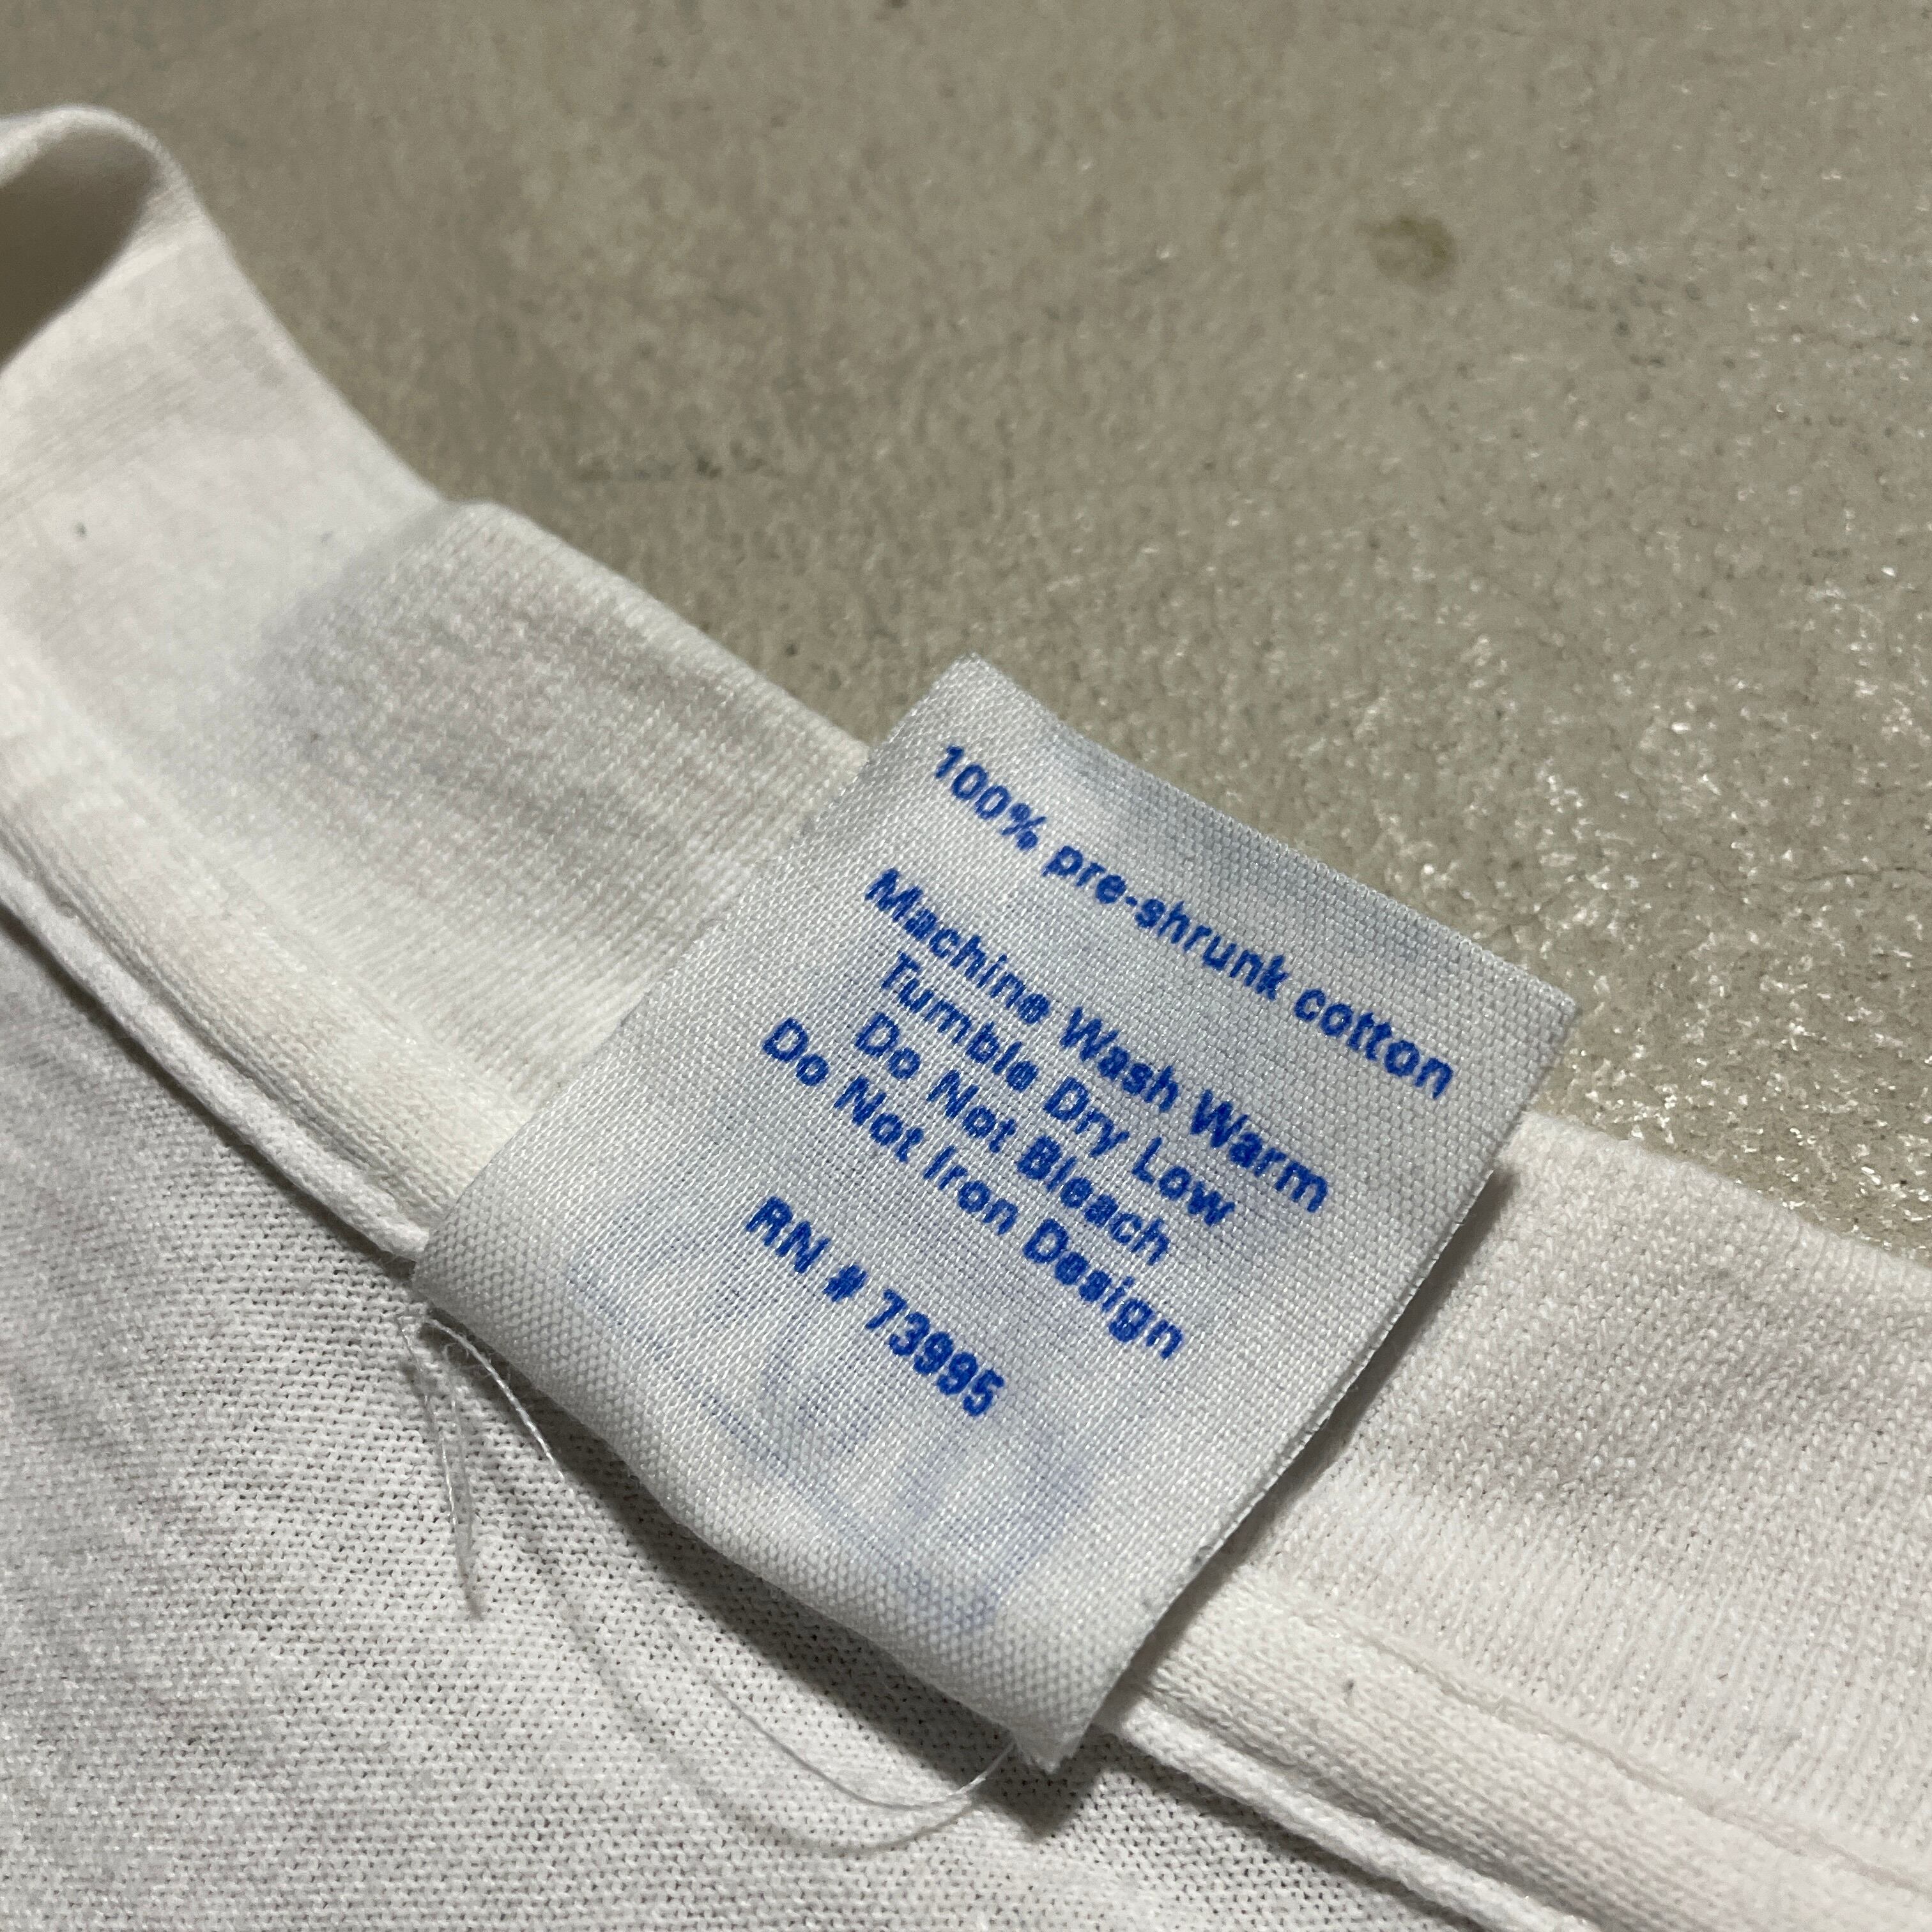 100% pre-shrunk cotton
Machine Wash Warm
Tumble Dry Low
Do Not Bleach
Do Not Iron Design
RN # 73995